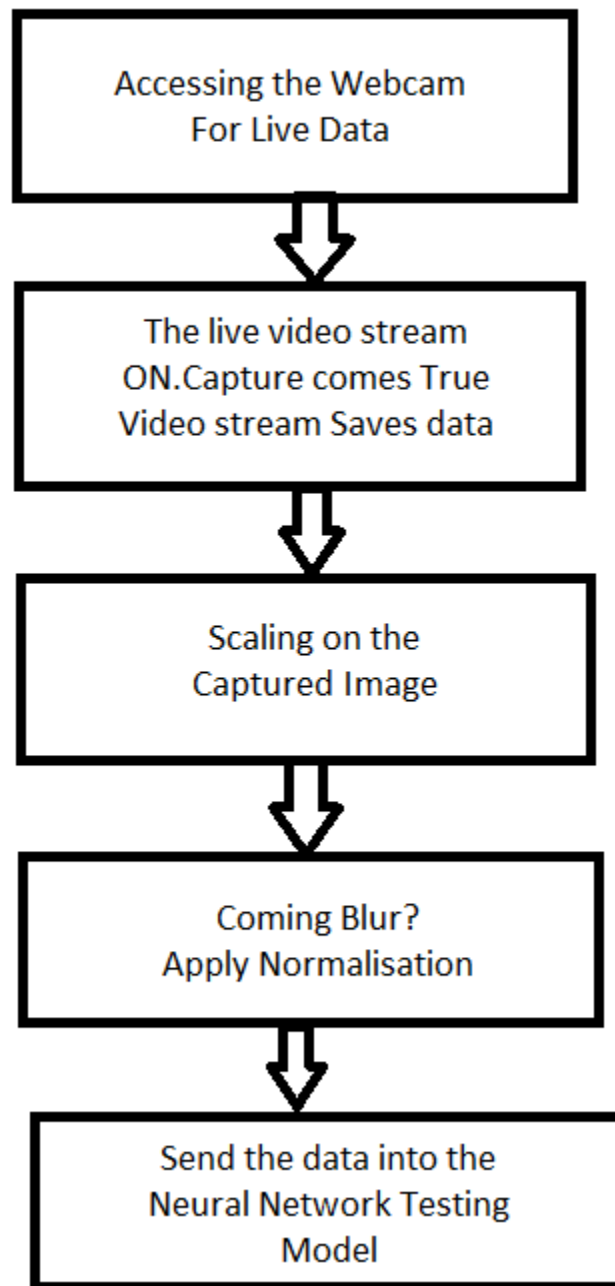 Accessing the Webcam
For Live Data
The live video stream
ON.Capture comes True
Video stream Saves data
Scaling on the
Captured Image
Coming Blur?
Apply Normalisation
Send the data into the
Neural Network Testing
Model